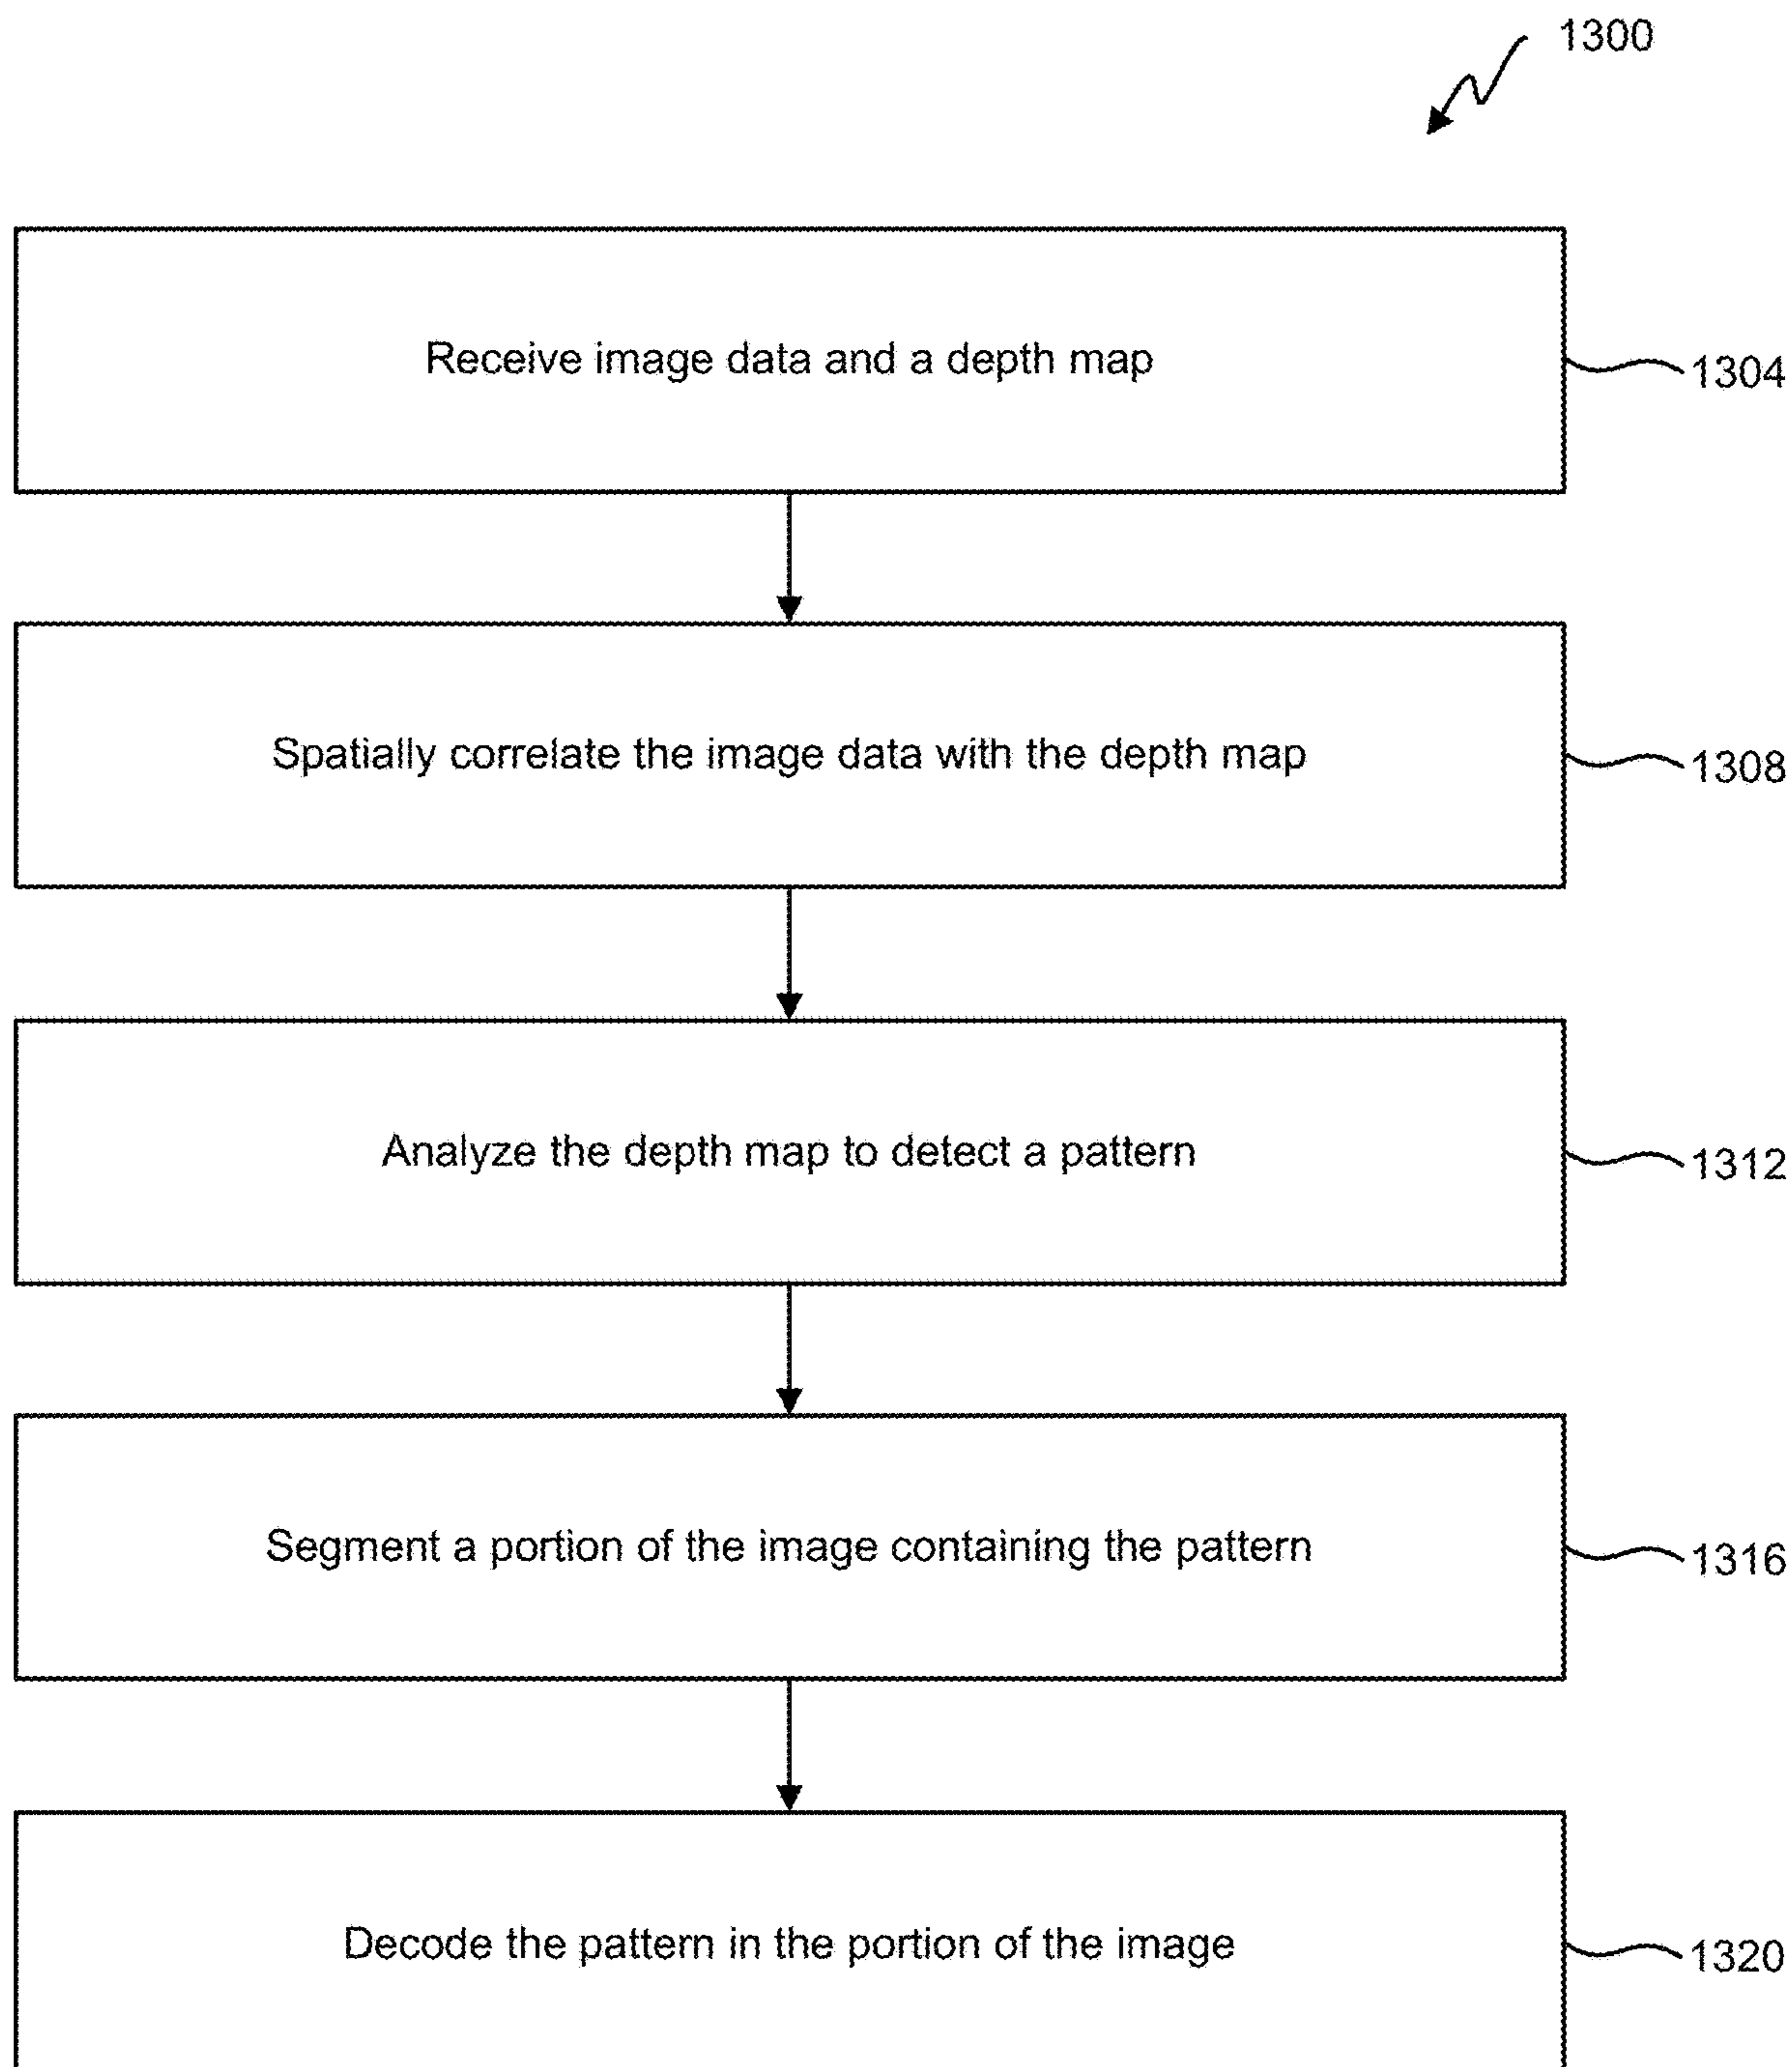 1300
Receive image data and a depth map
1304
Spatially correlate the image data with the depth map
1308
Analyze the depth map to detect a pattern
1312
Segment a portion of the image containing the pattern
1316
Decode the pattern in the portion of the image
1320